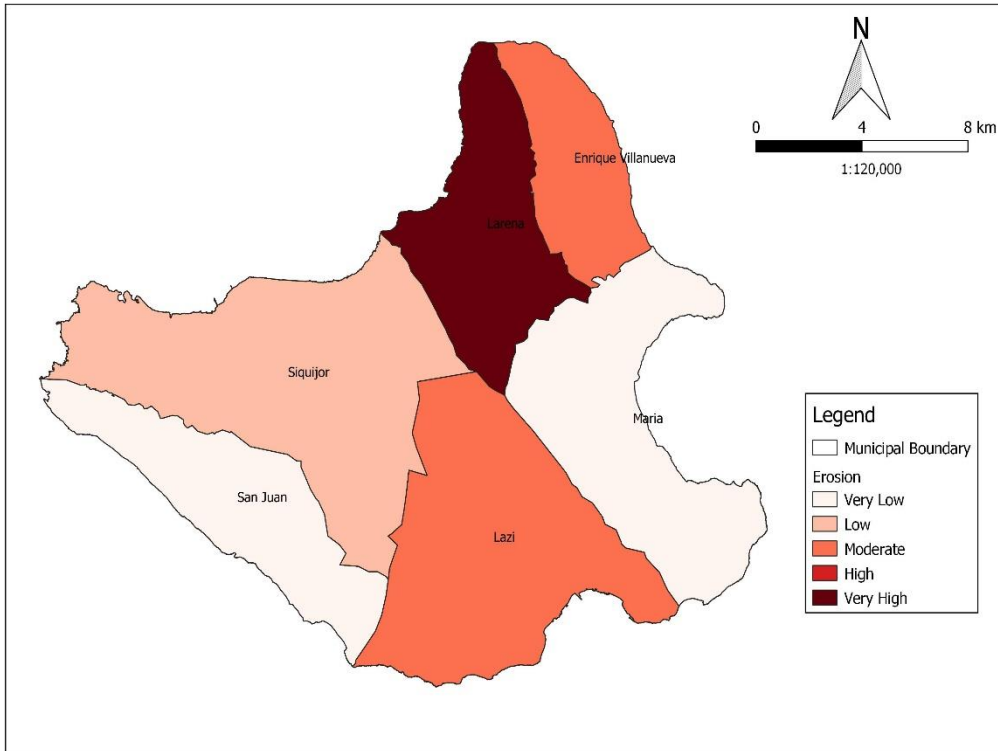 N
0 4 8 km
1:120,000
Enrique Villanueva
Larena
Siquijor
Maria
San Juan
Lazi
Legend
Municipal Boundary
Erosion
Very Low
Low
Moderate
High
Very High